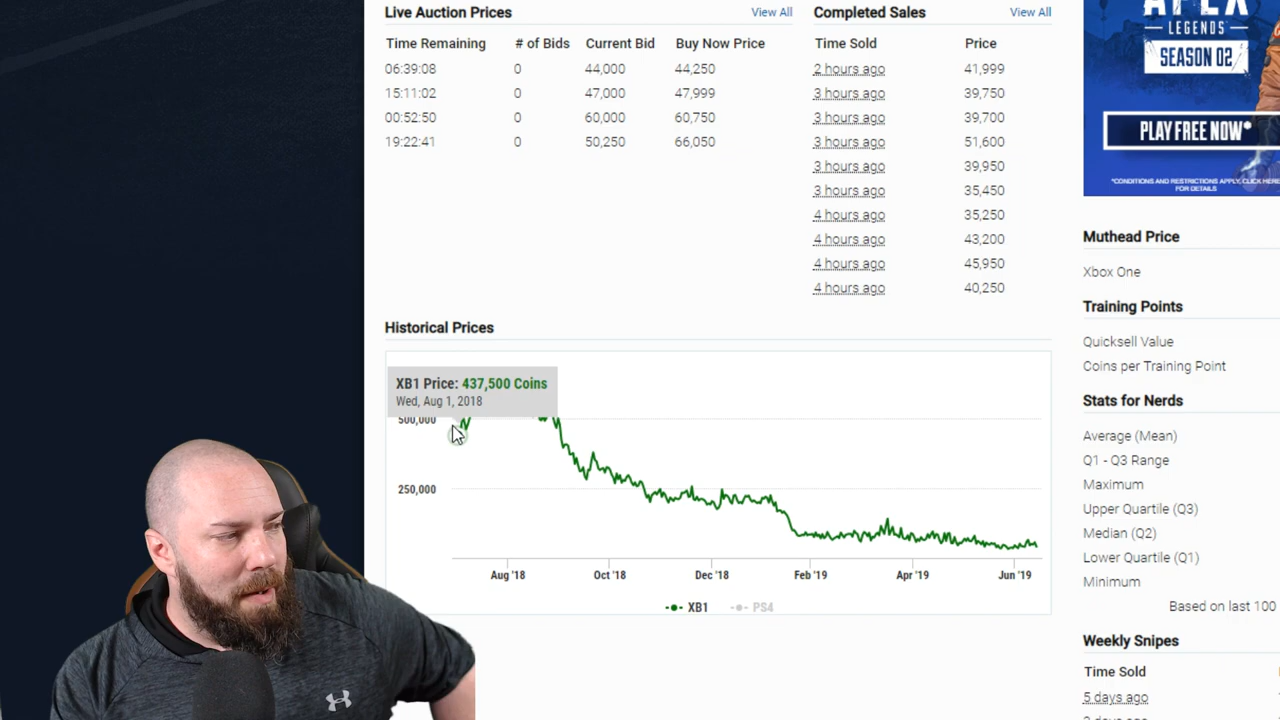 Live Auction Prices View All
Time Remaining # of Bids Current Bid Buy Now Price
06:39:08 0 44,000 44,250
15:11:02 0 47,000 47,999
00:52:50 0 60,000 60,750
19:22:41 0 50,250 66,050
Completed Sales View All
Time Sold Price
2 hours ago 41,999
3 hours ago 39,750
3 hours ago 39,700
3 hours ago 51,600
3 hours ago 39,950
3 hours ago 35,450
4 hours ago 35,250
4 hours ago 43,200
4 hours ago 45,950
4 hours ago 40,250
Historical Prices
XB1 Price: 437,500 Coins
Wed, Aug 1, 2018
500,000
250,000
Aug '18 Oct '18 Dec '18 Feb '19 Apr '19 Jun '19
XB1 PS4
APEX
LEGENDS
SEASON 02
PLAY FREE NOW*
*CONDITIONS AND RESTRICTIONS APPLY. CLICK HERE
FOR DETAILS
Muthead Price
Xbox One
Training Points
Quicksell Value
Coins per Training Point
Stats for Nerds
Average (Mean)
Q1 - Q3 Range
Maximum
Upper Quartile (Q3)
Median (Q2)
Lower Quartile (Q1)
Minimum
Based on last 100
Weekly Snipes
Time Sold
5 days ago